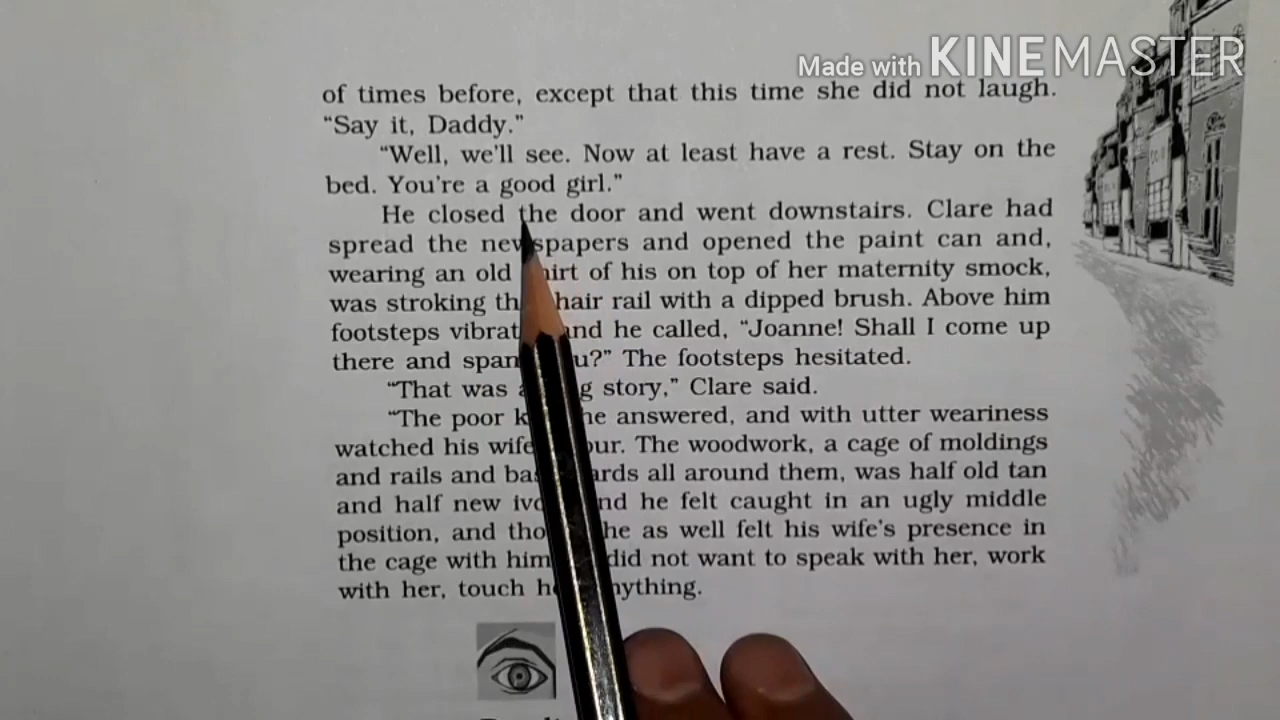 Made with KINEMASTER
of times before, except that this time she did not laugh.
“Say it, Daddy.”
“Well, we'll see. Now at least have a rest. Stay on the
bed. You're a good girl.”
He closed the door and went downstairs. Clare had
spread the newspapers and opened the paint can and,
wearing an old of his on top of her maternity smock,
was stroking rail with a dipped brush. Above him
footsteps and he called, “Joanne! Shall I come up
there and The footsteps hesitated.
“That was story,” Clare said.
“The poor answered, and with utter weariness
watched his wife The woodwork, a cage of moldings
and rails and all around them, was half old tan
and half new he felt caught in an ugly middle
position, and he as well felt his wife's presence in
the cage with him did not want to speak with her, work
with her, touch